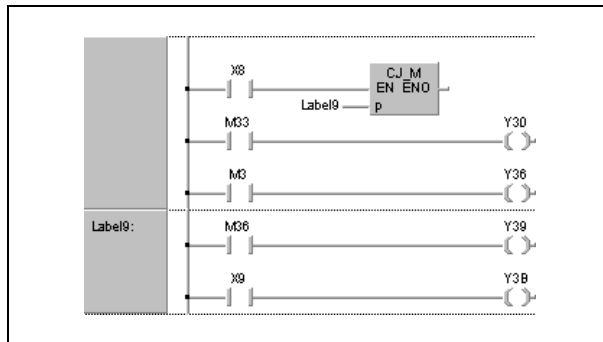 X8
CJ_M
EN ENO
Label9
p
M33
Y30
M3
Y36
Label9:
M36
Y39
X9
Y3B